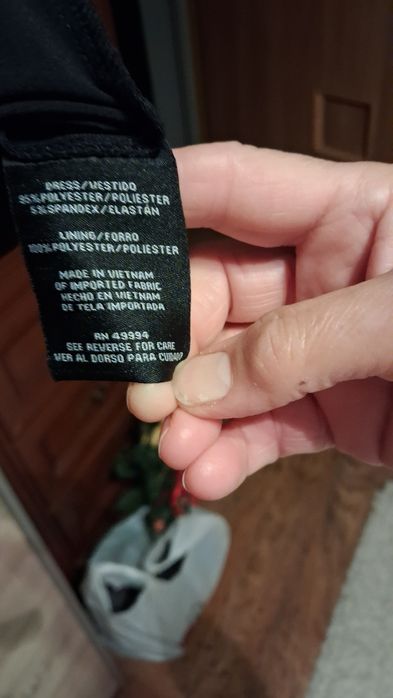 DRESS/VESTIDO
95%POLYESTER/POLIESTER
5%SPANDEX/ELASTÁN
LINING/FORRO
100%POLYESTER/POLIESTER
MADE IN VIETNAM
OF IMPORTED FABRIC
HECHO EN VIETNAM
DE TELA IMPORTADA
RN 49994
SEE REVERSE FOR CARE
VER AL DORSO PARA CUIDADO